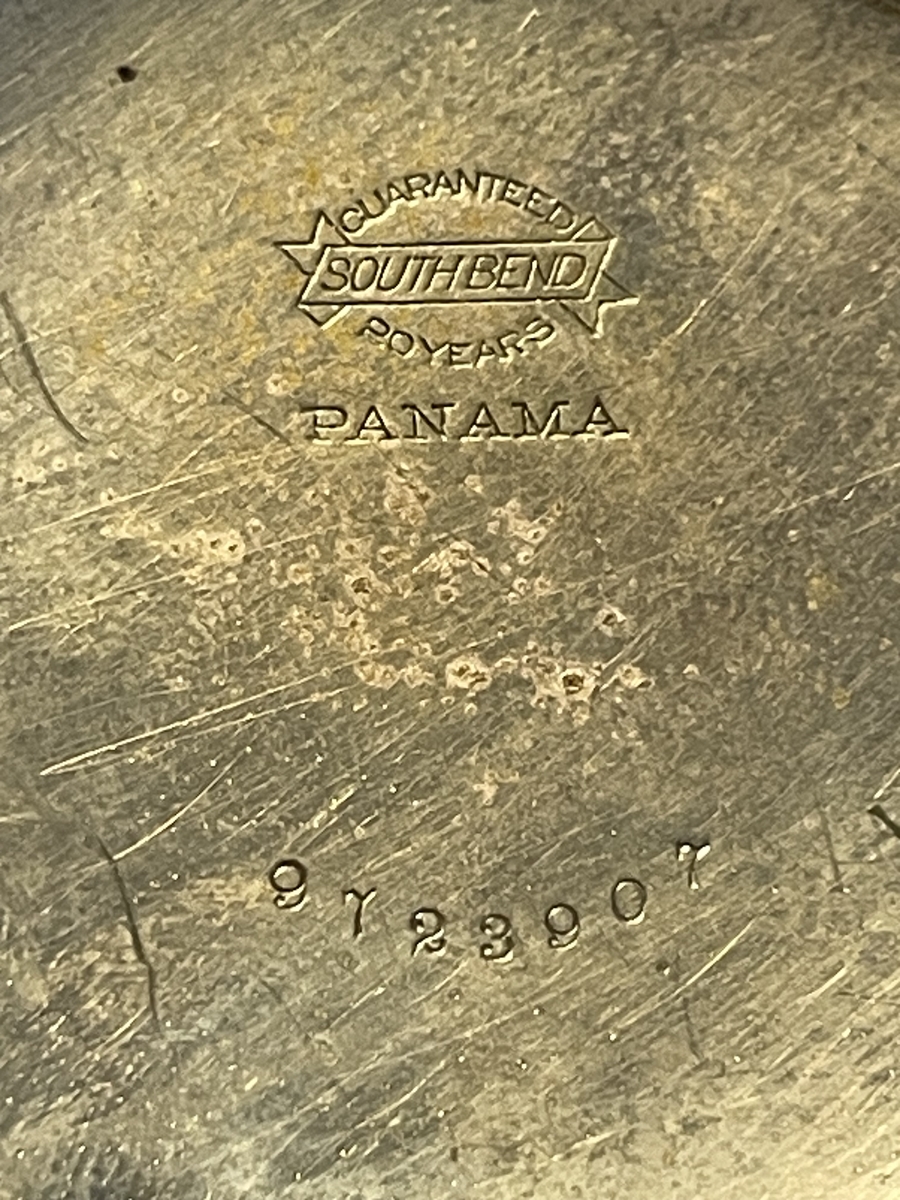 GUARANTEED
SOUTH BEND
20 YEARS
PANAMA
9723907